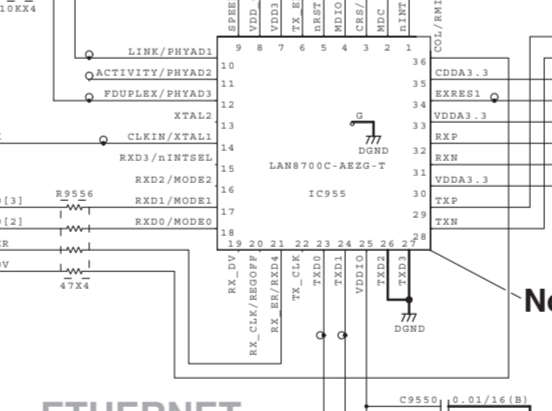 10KX4
SPEE
VDD_
VDD3
TX_E
nRST
MDIO
CRS/
MDC
nINT
COL/RMI
9 8 7 6 5 4 3 2 1
LINK/PHYAD1 10
36
ACTIVITY/PHYAD2 11
35 CDDA3.3
FDUPLEX/PHYAD3 12
34 EXRES1
XTAL2 13
G
33 VDDA3.3
CLKIN/XTAL1 14
DGND
32 RXP
RXD3/nINTSEL 15
LAN8700C-AEZG-T
31 RXN
RXD2/MODE2 16
IC955
30 VDDA3.3
[3]
R9556
RXD1/MODE1 17
29 TXP
[2]
RXD0/MODE0 18
28 TXN
R
V
47X4
19 20 21 22 23 24 25 26 27
RX_DV
RX_CLK/REGOFF
RX_ER/RXD4
TX_CLK
TXD0
TXD1
VDDIO
TXD2
TXD3
DGND
No
ETHERNET
C9550 0.01/16(B)